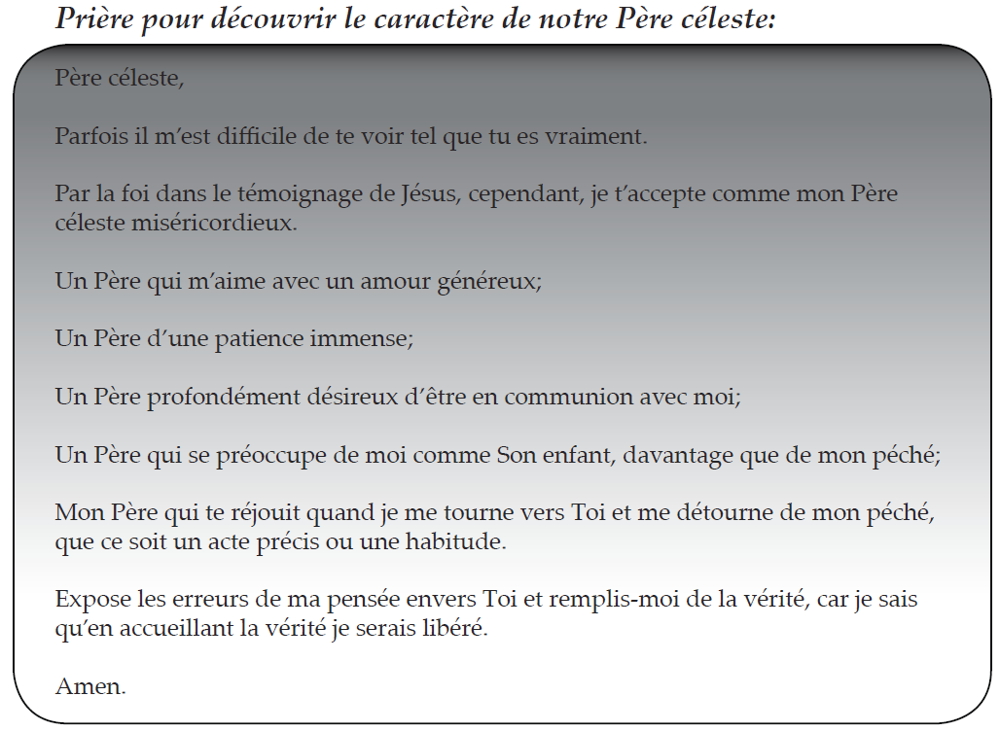 Prière pour découvrir le caractère de notre Père céleste:
Père céleste,
Parfois il m’est difficile de te voir tel que tu es vraiment.
Par la foi dans le témoignage de Jésus, cependant, je t’accepte comme mon Père
céleste miséricordieux.
Un Père qui m’aime avec un amour généreux;
Un Père d’une patience immense;
Un Père profondément désireux d’être en communion avec moi;
Un Père qui se préoccupe de moi comme Son enfant, davantage que de mon péché;
Mon Père qui te réjouit quand je me tourne vers Toi et me détourne de mon péché,
que ce soit un acte précis ou une habitude.
Expose les erreurs de ma pensée envers Toi et remplis-moi de la vérité, car je sais
qu’en accueillant la vérité je serais libéré.
Amen.